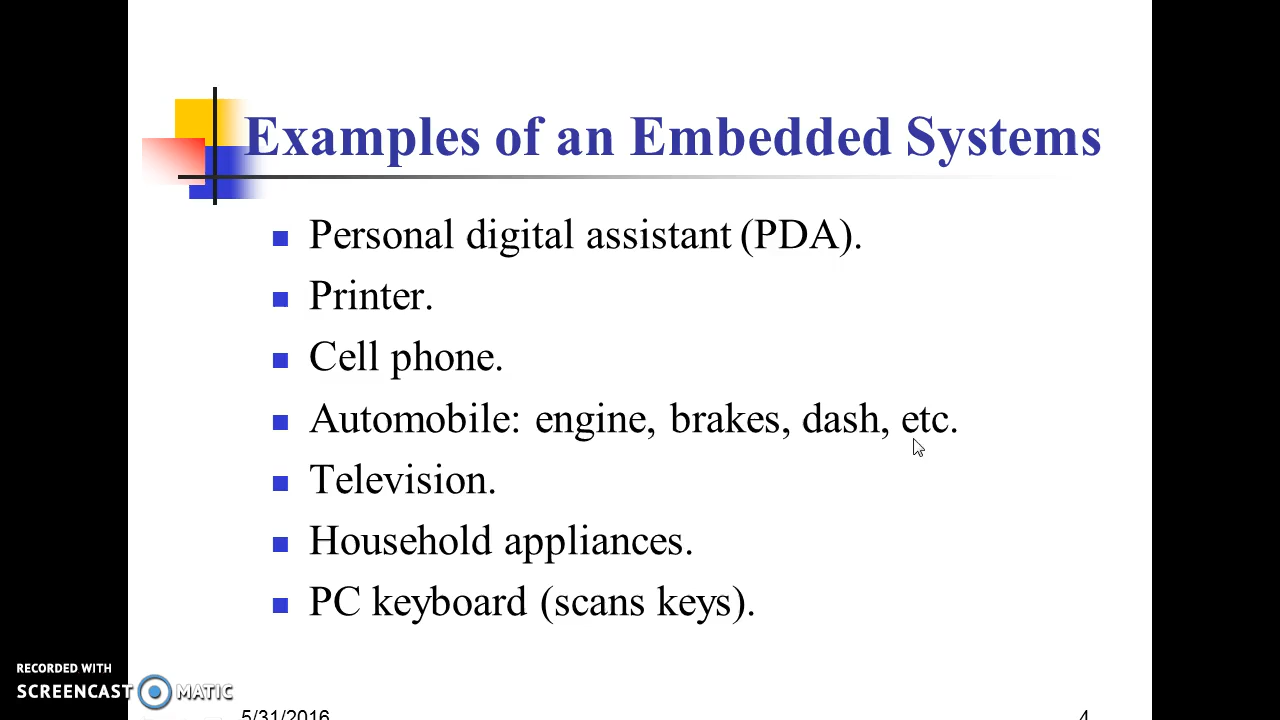 Examples of an Embedded Systems
Personal digital assistant (PDA).
Printer.
Cell phone.
Automobile: engine, brakes, dash, etc.
Television.
Household appliances.
PC keyboard (scans keys).
RECORDED WITH
SCREENCAST MATIC
5/31/2016
4